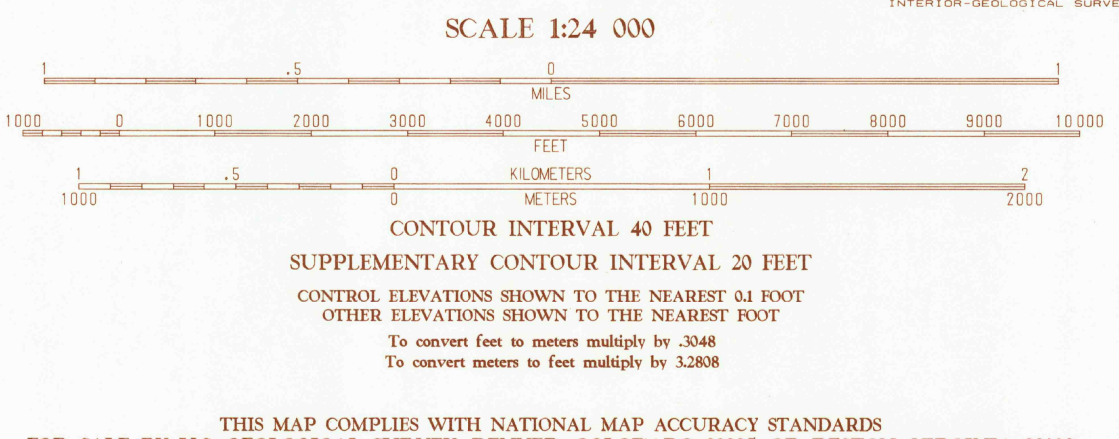 INTERIOR-GEOLOGICAL SURVE
SCALE 1:24 000
1 .5 0 1
MILES
1000 0 1000 2000 3000 4000 5000 6000 7000 8000 9000 10 000
FEET
1 .5 0 KILOMETERS 1 2
1000 0 METERS 1000 2000
CONTOUR INTERVAL 40 FEET
SUPPLEMENTARY CONTOUR INTERVAL 20 FEET
CONTROL ELEVATIONS SHOWN TO THE NEAREST 0.1 FOOT
OTHER ELEVATIONS SHOWN TO THE NEAREST FOOT
To convert feet to meters multiply by .3048
To convert meters to feet multiply by 3.2808
THIS MAP COMPLIES WITH NATIONAL MAP ACCURACY STANDARDS